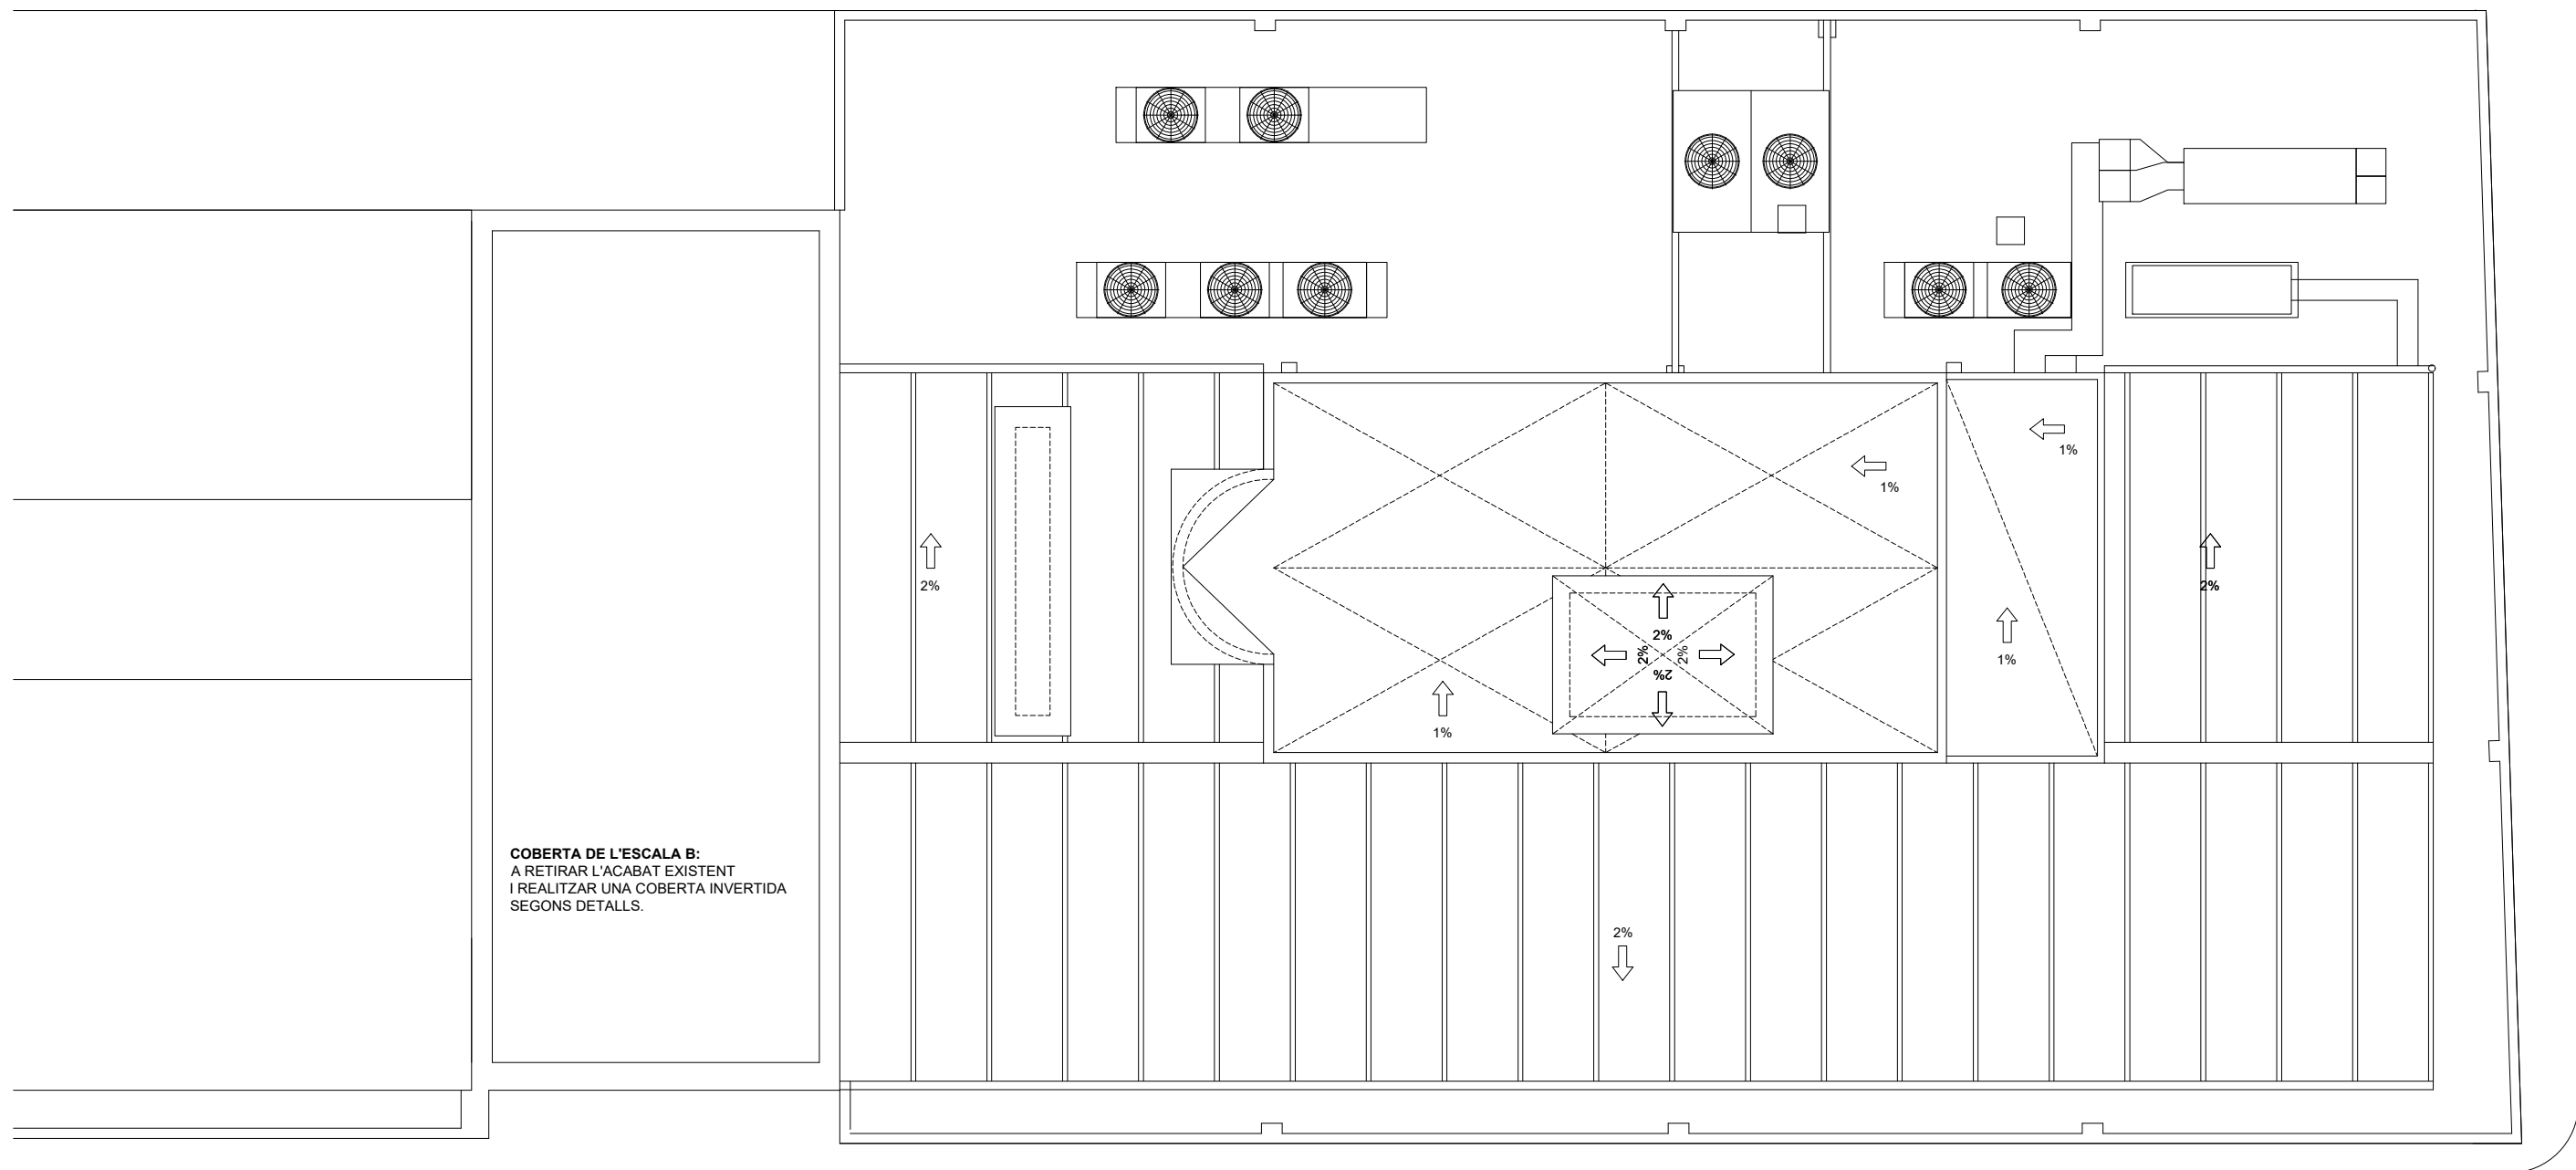 1%
1%
2%
2%
2%
2%
2%
2%
1%
1%
COBERTA DE L'ESCALA B:
A RETIRAR L'ACABAT EXISTENT
I REALITZAR UNA COBERTA INVERTIDA
SEGONS DETALLS.
2%